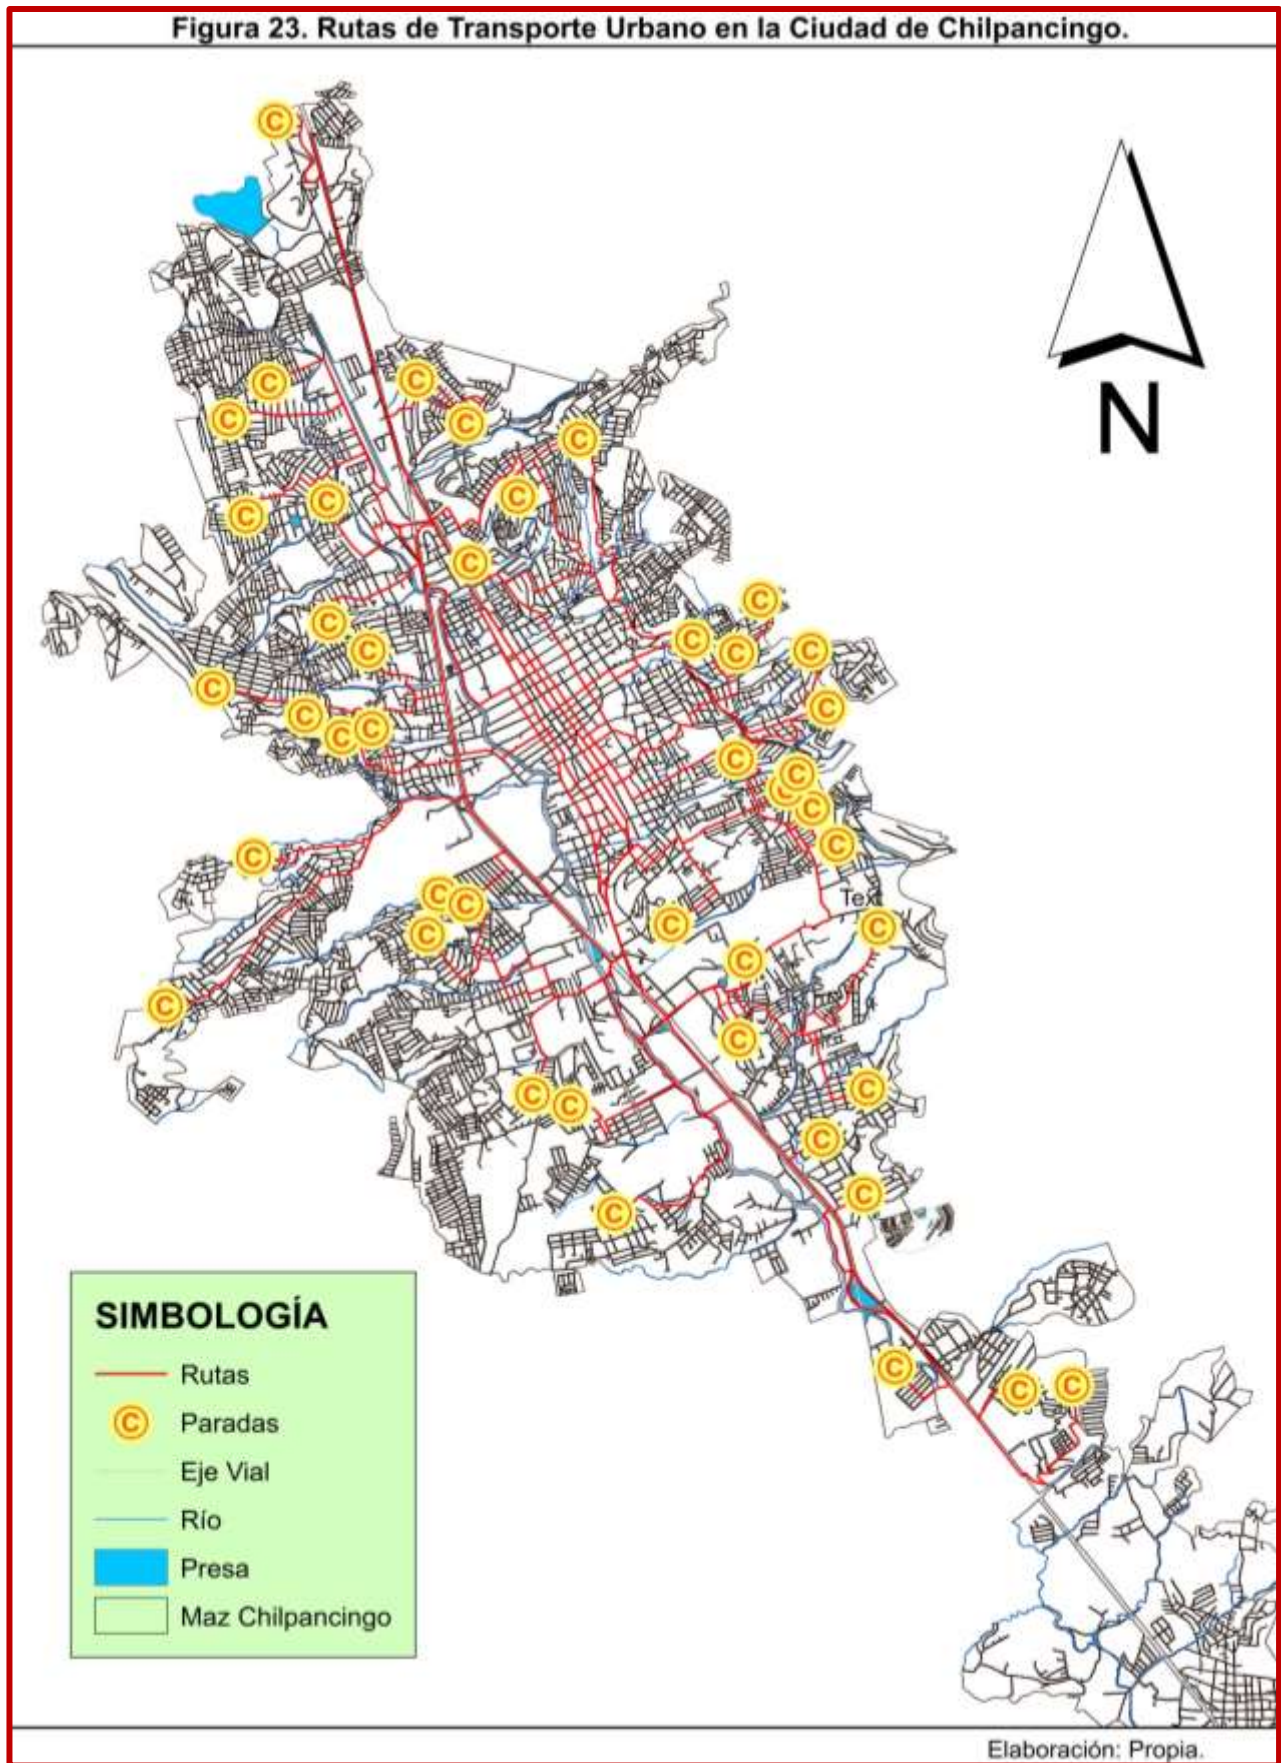 Figura 23. Rutas de Transporte Urbano en la Ciudad de Chilpancingo.
N
Text
SIMBOLOGÍA
Rutas
C Paradas
Eje Vial
Río
Presa
Maz Chilpancingo
Elaboración: Propia.